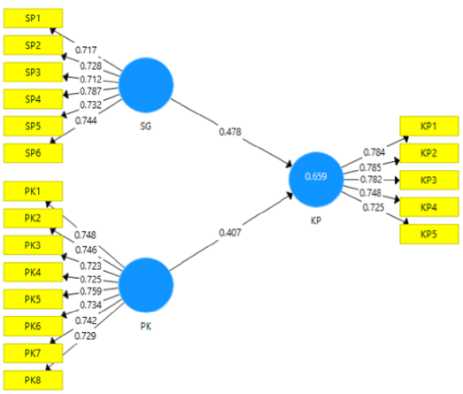 SP1
SP2
SP3
SP4
SP5
SP6
0.717
0.728
0.712
0.787
0.732
0.744
SG
0.478
PK1
PK2
PK3
PK4
PK5
PK6
PK7
PK8
0.748
0.746
0.723
0.725
0.759
0.734
0.742
0.729
PK
0.407
0.659
KP
0.784
0.785
0.782
0.748
0.725
KP1
KP2
KP3
KP4
KP5